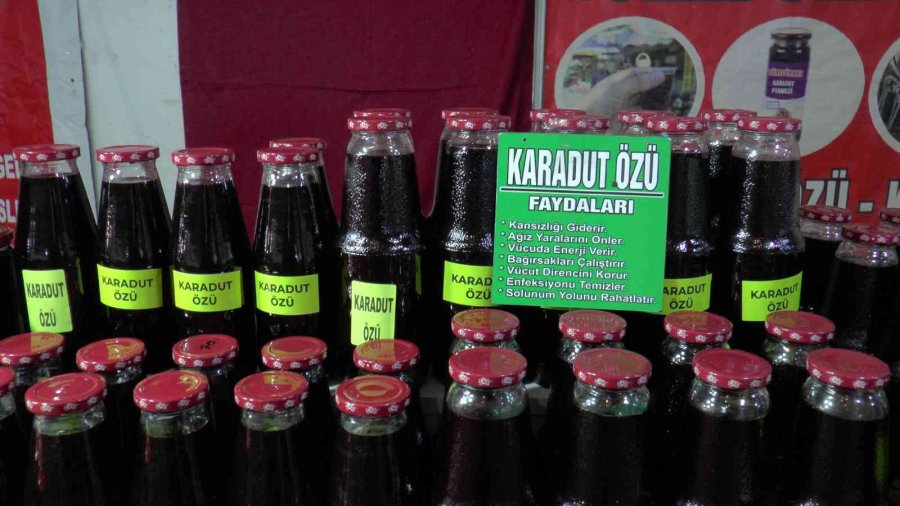 KARADUT ÖZÜ
FAYDALARI
* Kansızlığı Giderir.
* Ağız Yaralarını Önler.
* Vücuda Enerji Verir.
* Bağırsakları Çalıştırır.
* Vücut Direncini Korur.
* Enfeksiyonu Temizler.
* Solunum Yolunu Rahatlatır.
KARADUT
ÖZÜ
KARADUT
ÖZÜ
KARADUT
ÖZÜ
KARADUT
ÖZÜ
KARADUT
ÖZÜ
KARADUT
ÖZÜ
KARADUT
ÖZÜ
KARADUT
PEKMEZİ